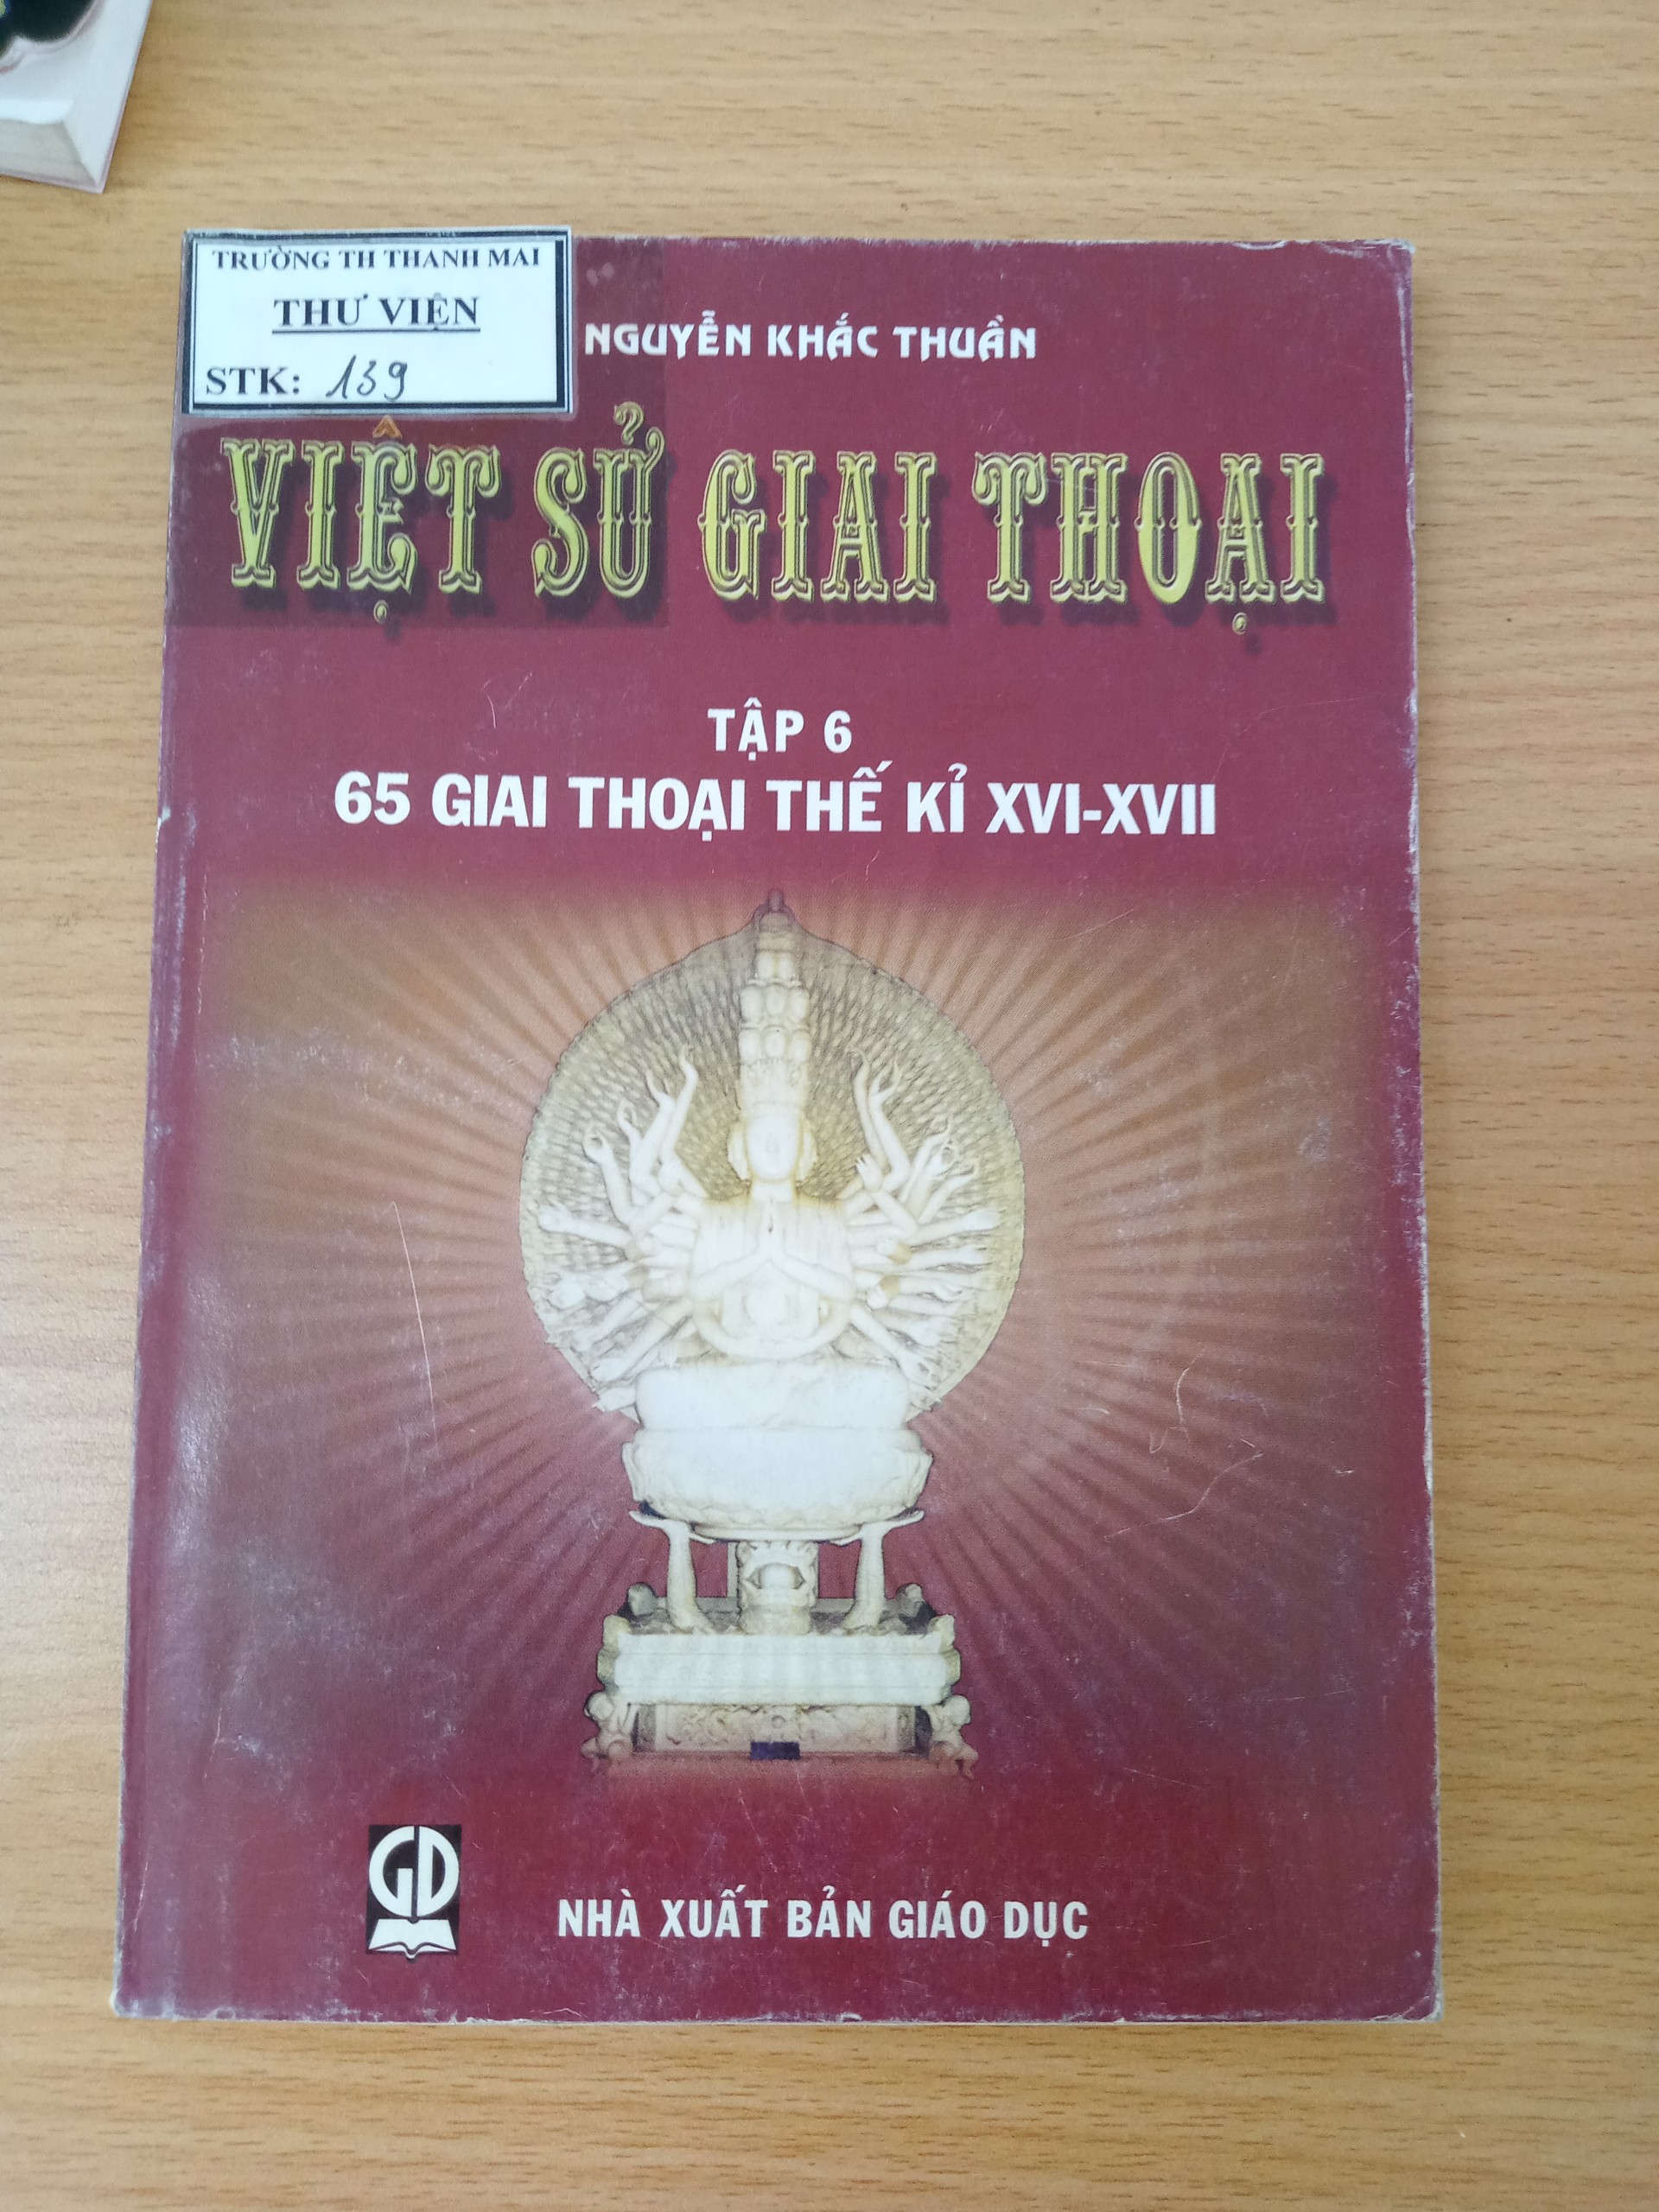 TRƯỜNG TH THANH MAI
THƯ VIỆN
STK: 139
NGUYỄN KHẮC THUẦN
VIỆT SỬ GIAI THOẠI
TẬP 6
65 GIAI THOẠI THẾ KỈ XVI-XVII
GD
NHÀ XUẤT BẢN GIÁO DỤC